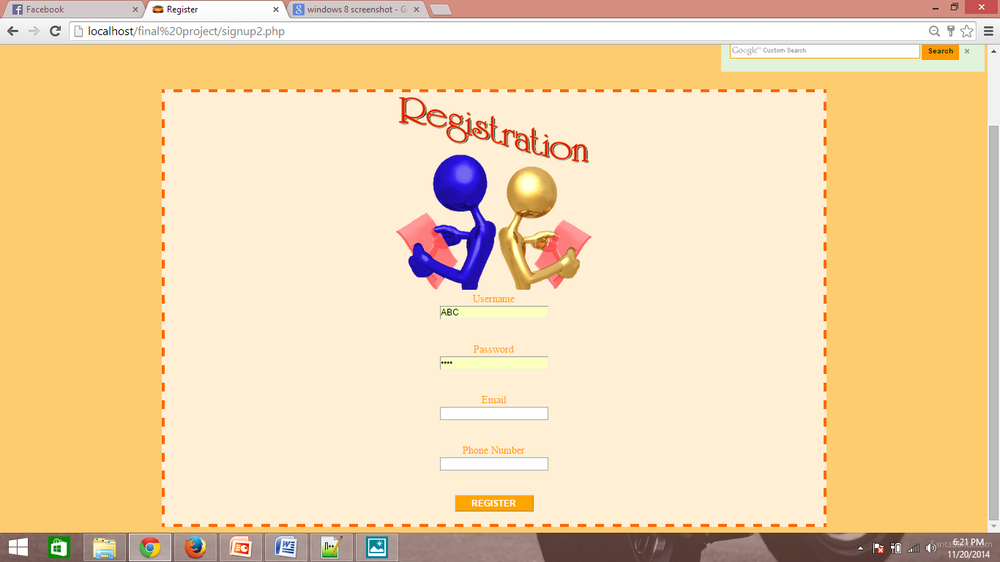 Facebook
Register
windows 8 screenshot - G
localhost/final%20project/signup2.php
Google™ Custom Search
Search
Registration
Username
ABC
Password
••••
Email
Phone Number
REGISTER
6:21 PM
11/20/2014